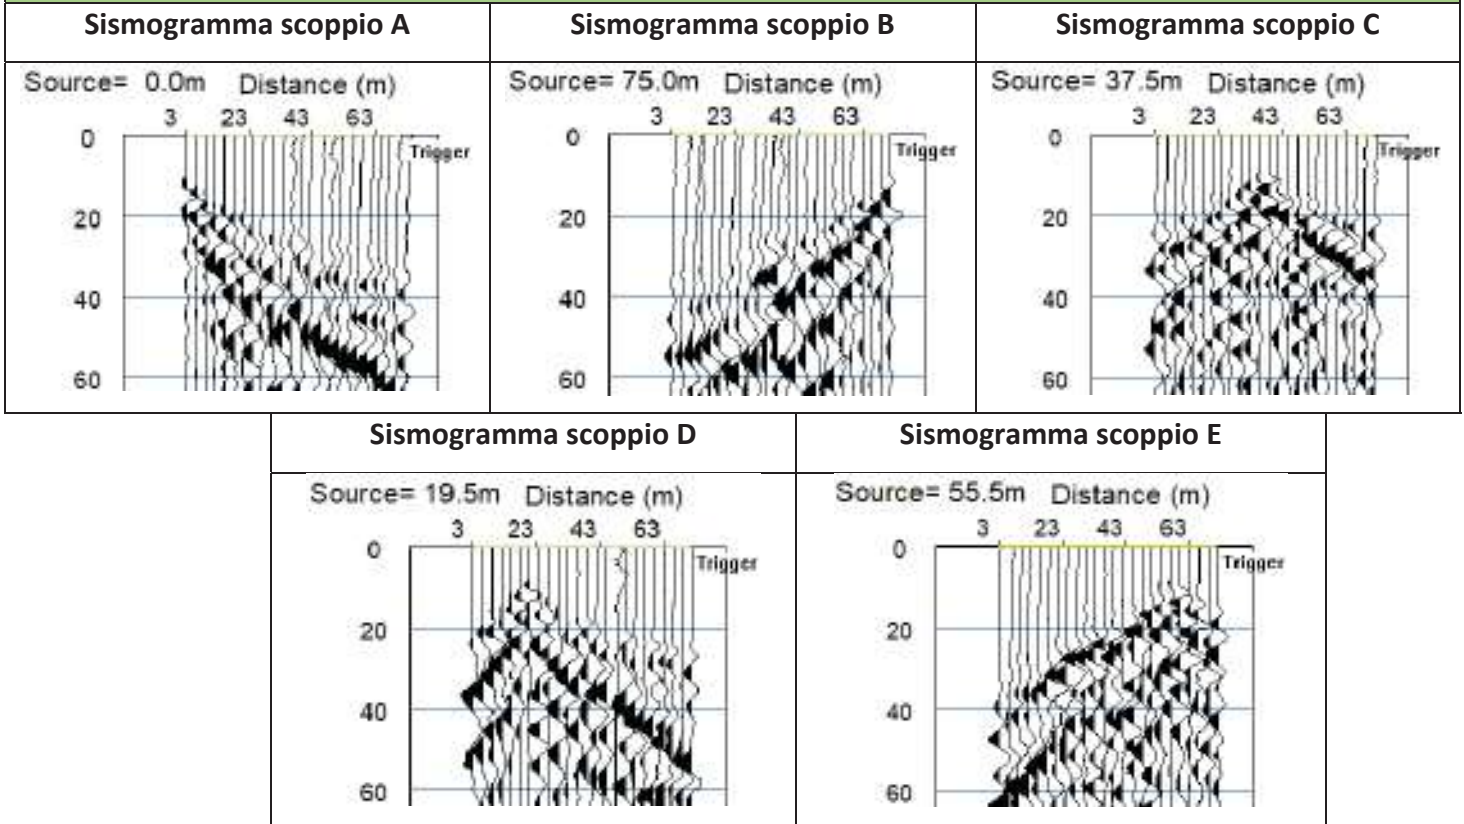 Sismogramma scoppio A
Source= 0.0m Distance (m)
3 23 43 63
0
Trigger
20
40
60
Sismogramma scoppio B
Source= 75.0m Distance (m)
3 23 43 63
0
Trigger
20
40
60
Sismogramma scoppio C
Source= 37.5m Distance (m)
3 23 43 63
0
Trigger
20
40
60
Sismogramma scoppio D
Source= 19.5m Distance (m)
3 23 43 63
0
Trigger
20
40
60
Sismogramma scoppio E
Source= 55.5m Distance (m)
3 23 43 63
0
Trigger
20
40
60